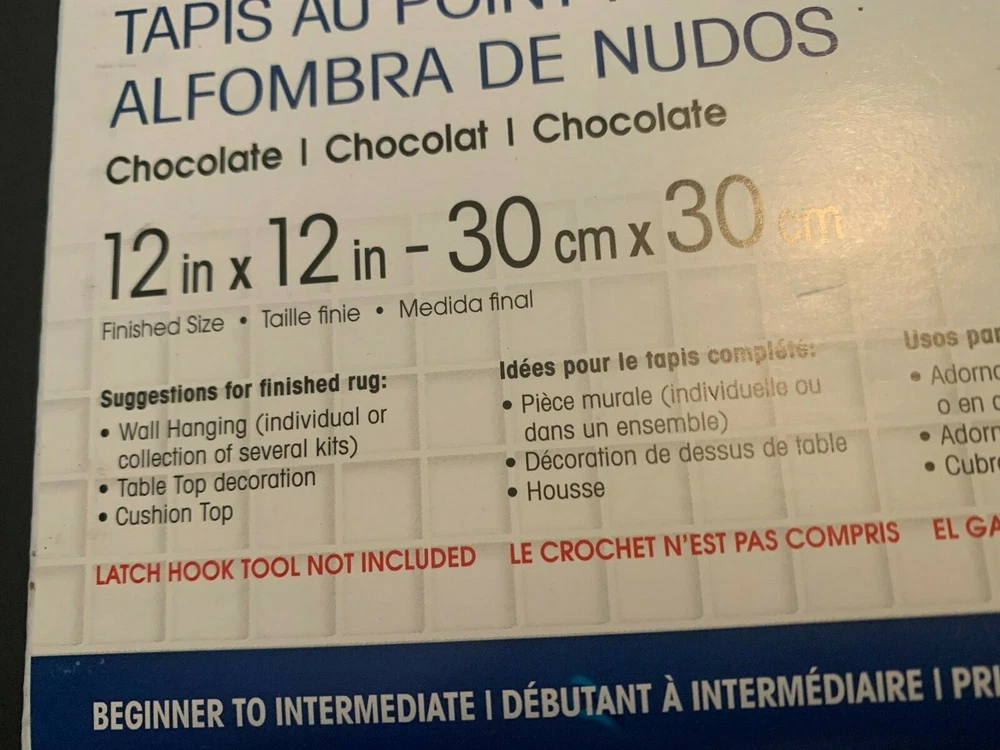 TAPIS AU POINT
ALFOMBRA DE NUDOS
Chocolate | Chocolat | Chocolate
12 in x 12 in - 30 cm x 30 cm
Finished Size • Taille finie • Medida final
Suggestions for finished rug:
• Wall Hanging (individual or
collection of several kits)
• Table Top decoration
• Cushion Top
Idées pour le tapis complété:
• Pièce murale (individuelle ou
dans un ensemble)
• Décoration de dessus de table
• Housse
Usos par
• Adorno
o en c
• Adorn
• Cubre
LATCH HOOK TOOL NOT INCLUDED LE CROCHET N'EST PAS COMPRIS EL GA
BEGINNER TO INTERMEDIATE | DÉBUTANT À INTERMÉDIAIRE | PRI